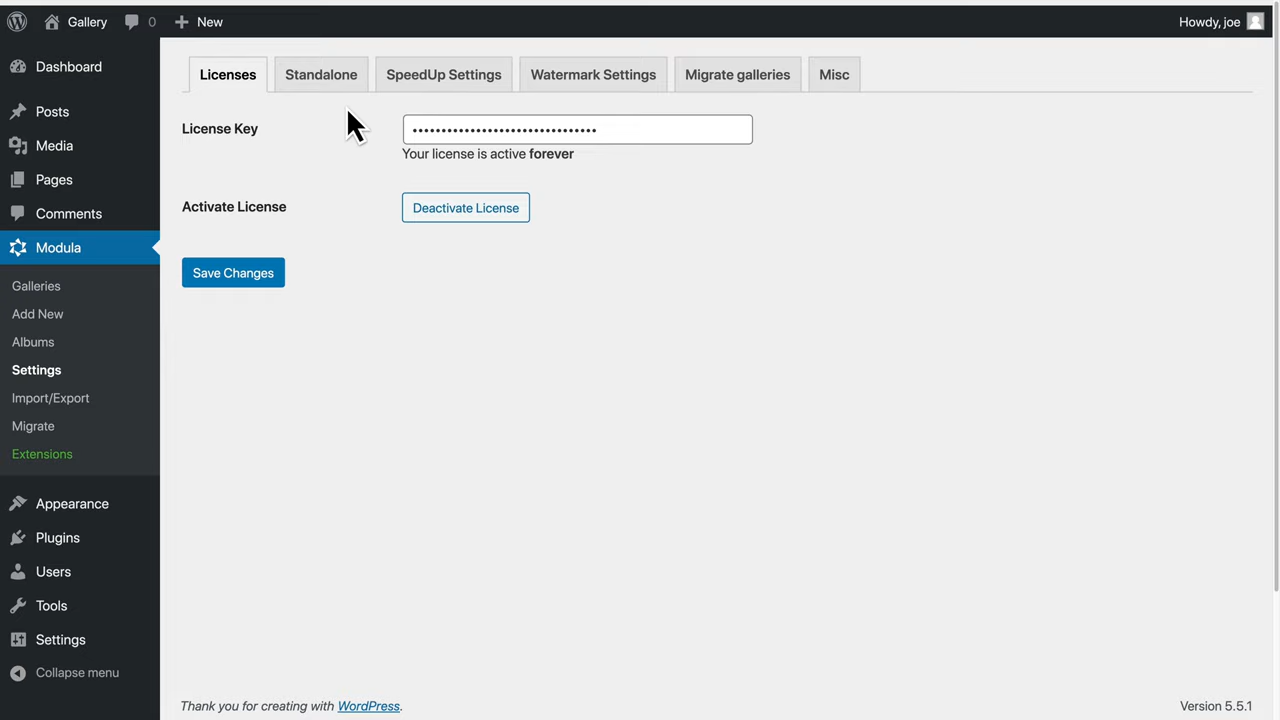 Gallery 0 New Howdy, joe
Dashboard
Posts
Media
Pages
Comments
Modula
Galleries
Add New
Albums
Settings
Import/Export
Migrate
Extensions
Appearance
Plugins
Users
Tools
Settings
Collapse menu
Licenses Standalone SpeedUp Settings Watermark Settings Migrate galleries Misc
License Key ••••••••••••••••••••••••••••••••
Your license is active forever
Activate License Deactivate License
Save Changes
Thank you for creating with WordPress. Version 5.5.1